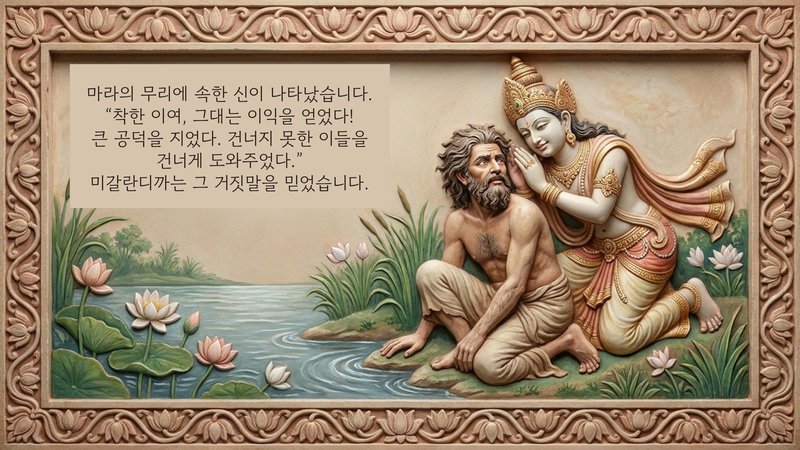 마라의 무리에 속한 신이 나타났습니다.
“착한 이여, 그대는 이익을 얻었다!
큰 공덕을 지었다. 건너지 못한 이들을
건너게 도와주었다.”
미갈란디까는 그 거짓말을 믿었습니다.